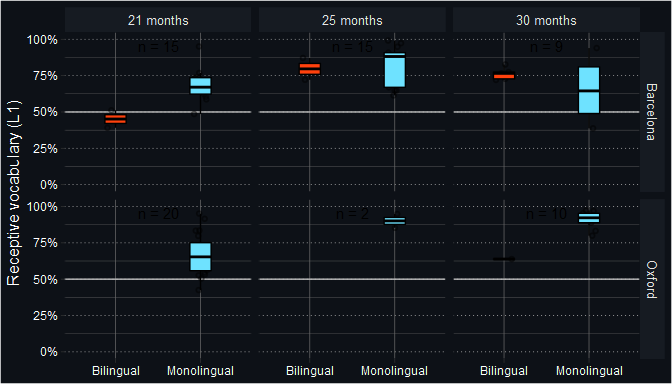 21 months 25 months 30 months
Receptive vocabulary (L1)
100%
75%
50%
25%
0%
n = 15 n = 15 n = 9
Barcelona
100%
75%
50%
25%
0%
n = 20 n = 2 n = 10
Oxford
Bilingual Monolingual Bilingual Monolingual Bilingual Monolingual